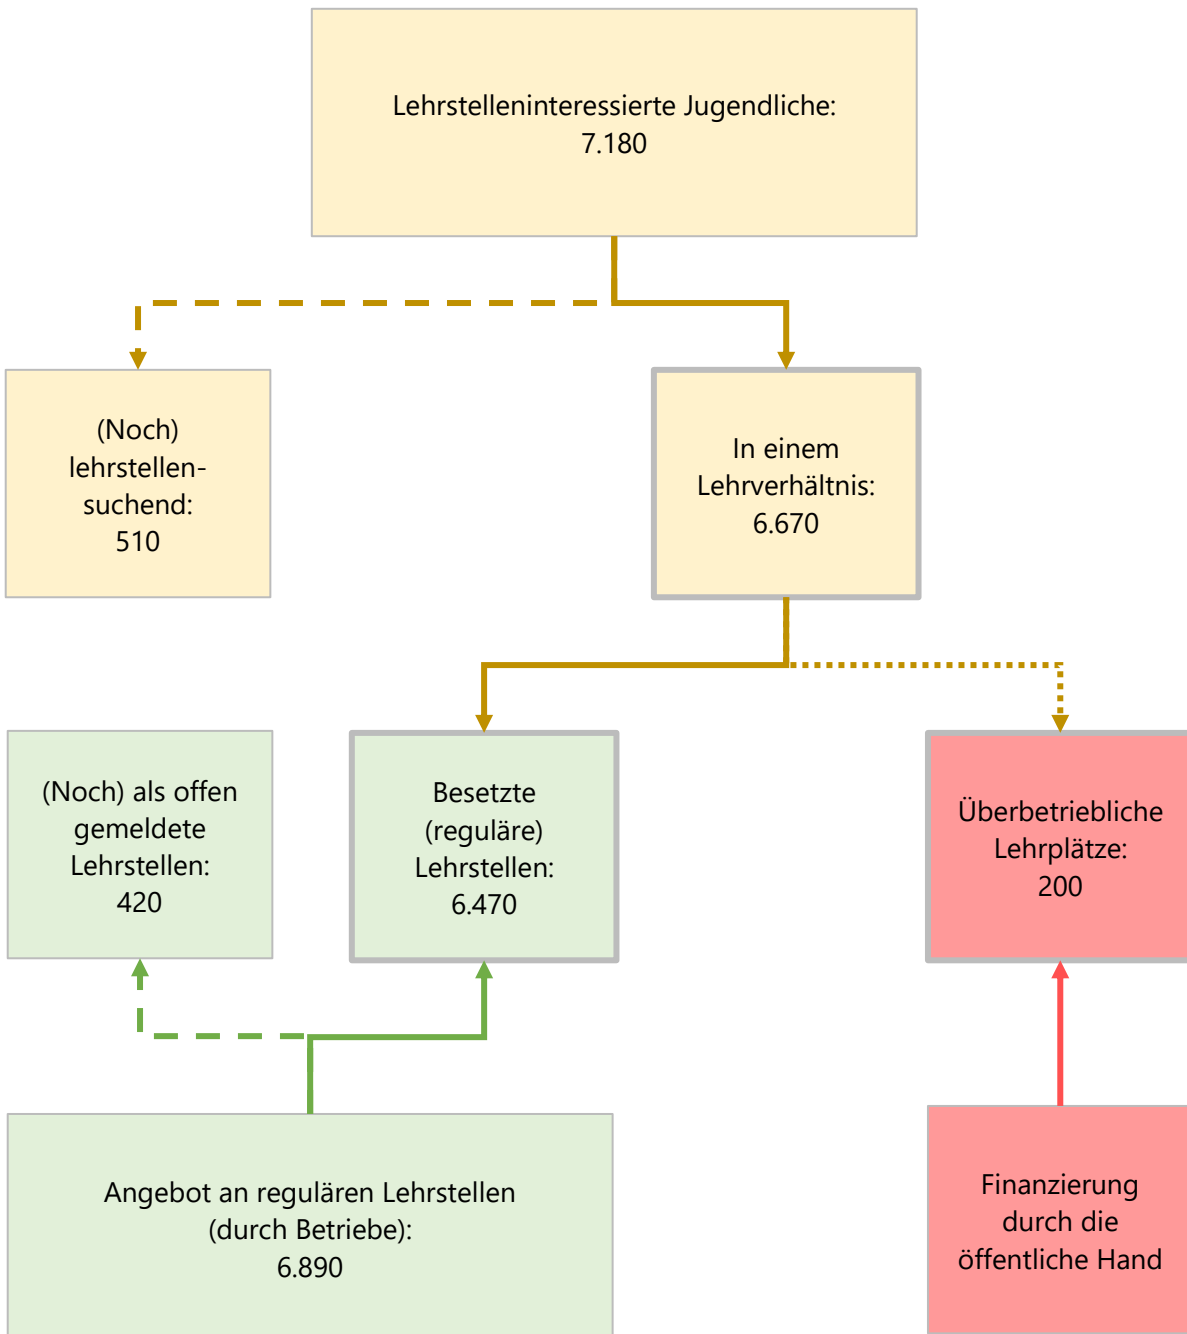 Lehrstelleninteressierte Jugendliche:
7.180
(Noch)
lehrstellen-
suchend:
510
In einem
Lehrverhältnis:
6.670
(Noch) als offen
gemeldete
Lehrstellen:
420
Besetzte
(reguläre)
Lehrstellen:
6.470
Überbetriebliche
Lehrplätze:
200
Angebot an regulären Lehrstellen
(durch Betriebe):
6.890
Finanzierung
durch die
öffentliche Hand